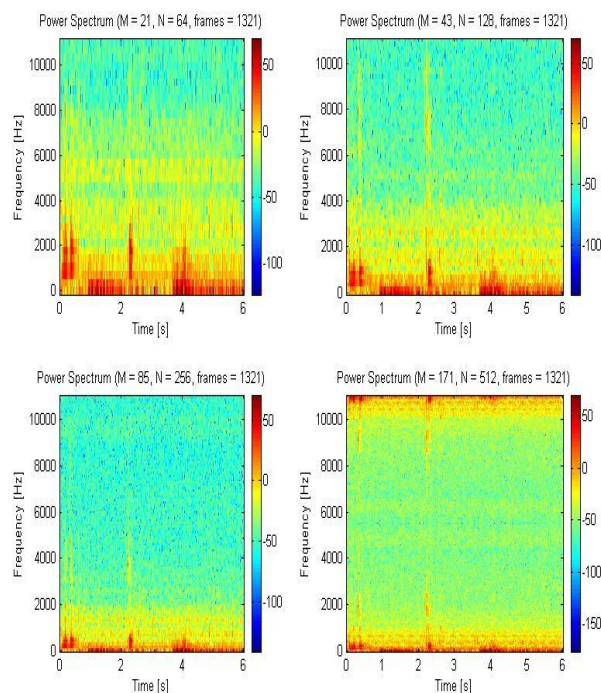 Power Spectrum (M = 21, N = 64, frames = 1321)
Frequency [Hz]
10000
8000
6000
4000
2000
0
0 2 4 6
Time [s]
50
0
-50
-100
Power Spectrum (M = 43, N = 128, frames = 1321)
Frequency [Hz]
10000
8000
6000
4000
2000
0
0 1 2 3 4 5 6
Time [s]
50
0
-50
-100
Power Spectrum (M = 85, N = 256, frames = 1321)
Frequency [Hz]
10000
8000
6000
4000
2000
0
0 2 4 6
Time [s]
50
0
-50
-100
Power Spectrum (M = 171, N = 512, frames = 1321)
Frequency [Hz]
10000
8000
6000
4000
2000
0
0 1 2 3 4 5 6
Time [s]
50
0
-50
-100
-150